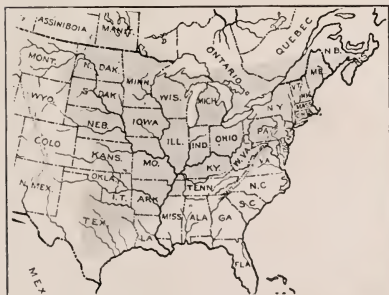 ASSINIBOIA
MAN.
ONTARIO
QUEBEC
N.B.
ME.
MONT.
N. DAK
MINN.
VT.
WYO.
S. DAK
WIS.
MICH.
N.Y.
NEB.
IOWA
PA.
COLO
ILL.
IND.
OHIO
KANS.
MO.
KY.
W.VA.
VA.
N. MEX.
OKLA.
I.T.
ARK.
TENN.
N.C
S.C.
TEX.
LA.
MISS
ALA
GA
FLA.
MEX